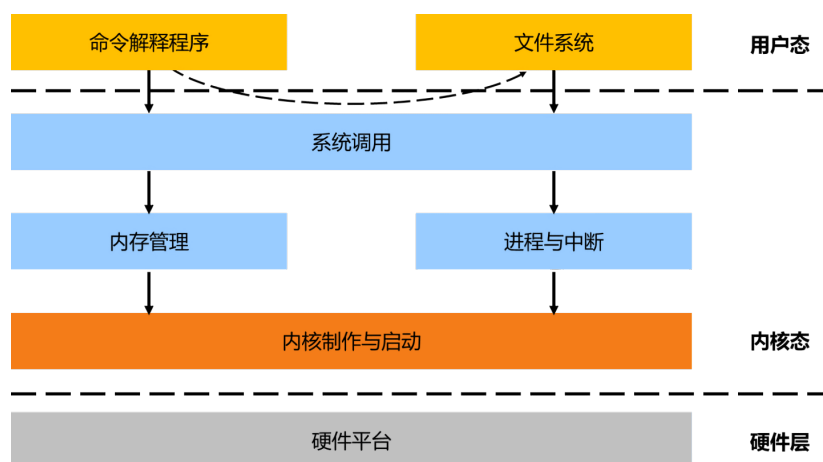 命令解释程序
文件系统
用户态
系统调用
内存管理
进程与中断
内核制作与启动
内核态
硬件平台
硬件层